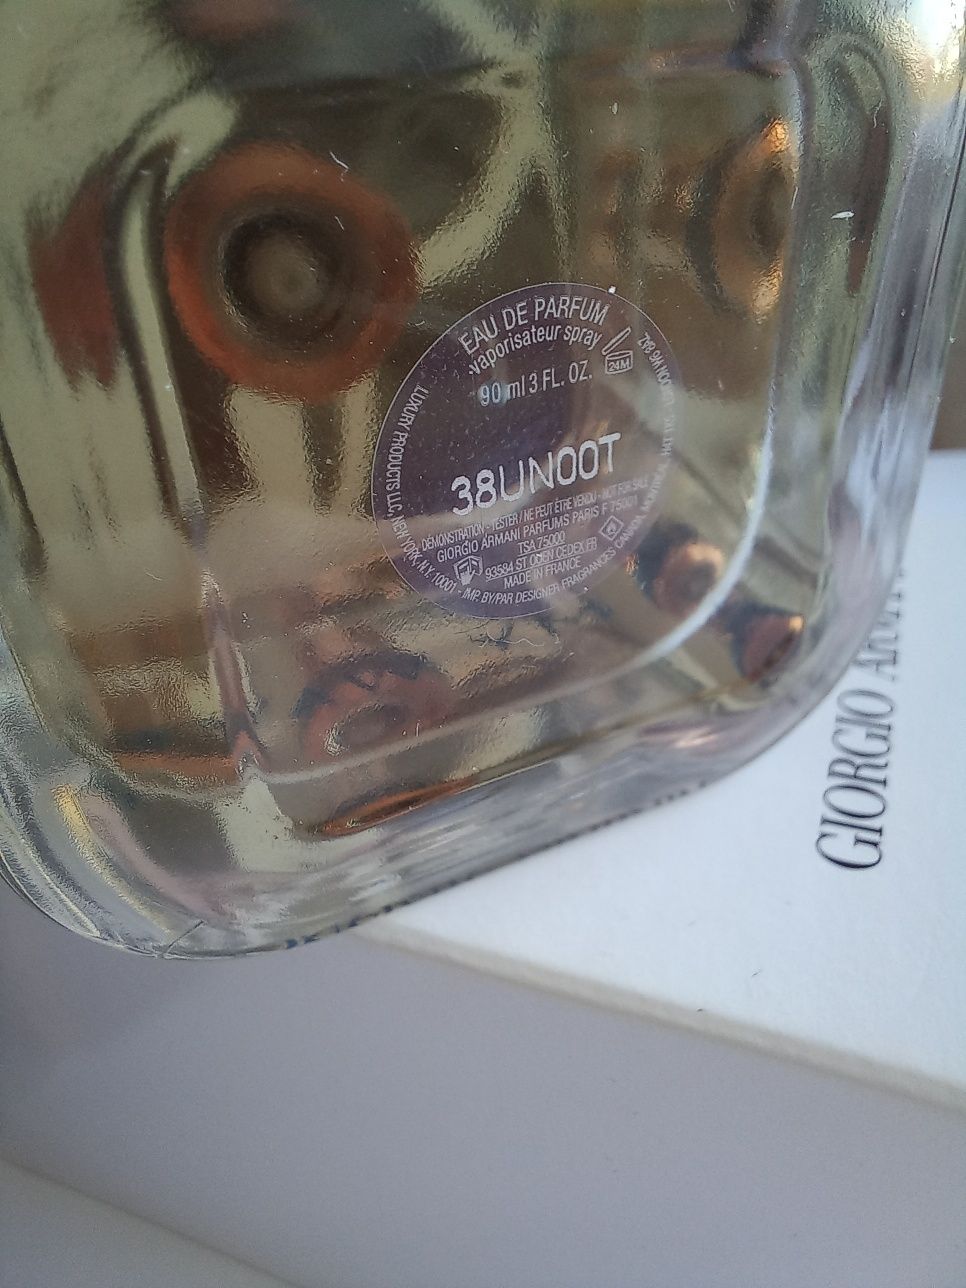 EAU DE PARFUM
vaporisateur spray
24M
90 ml 3 FL. OZ.
38UN00T
DÉMONSTRATION - TESTER / NE PEUT ÊTRE VENDU - NOT FOR SALE
GIORGIO ARMANI PARFUMS PARIS F 75001
TSA 75000
93584 ST OUEN CEDEX FR
MADE IN FRANCE
LUXURY PRODUCTS LLC, NEW YORK, N.Y. 10001 - IMP. BY/PAR DESIGNER FRAGRANCES CANADA, MONTREAL
GIORGIO